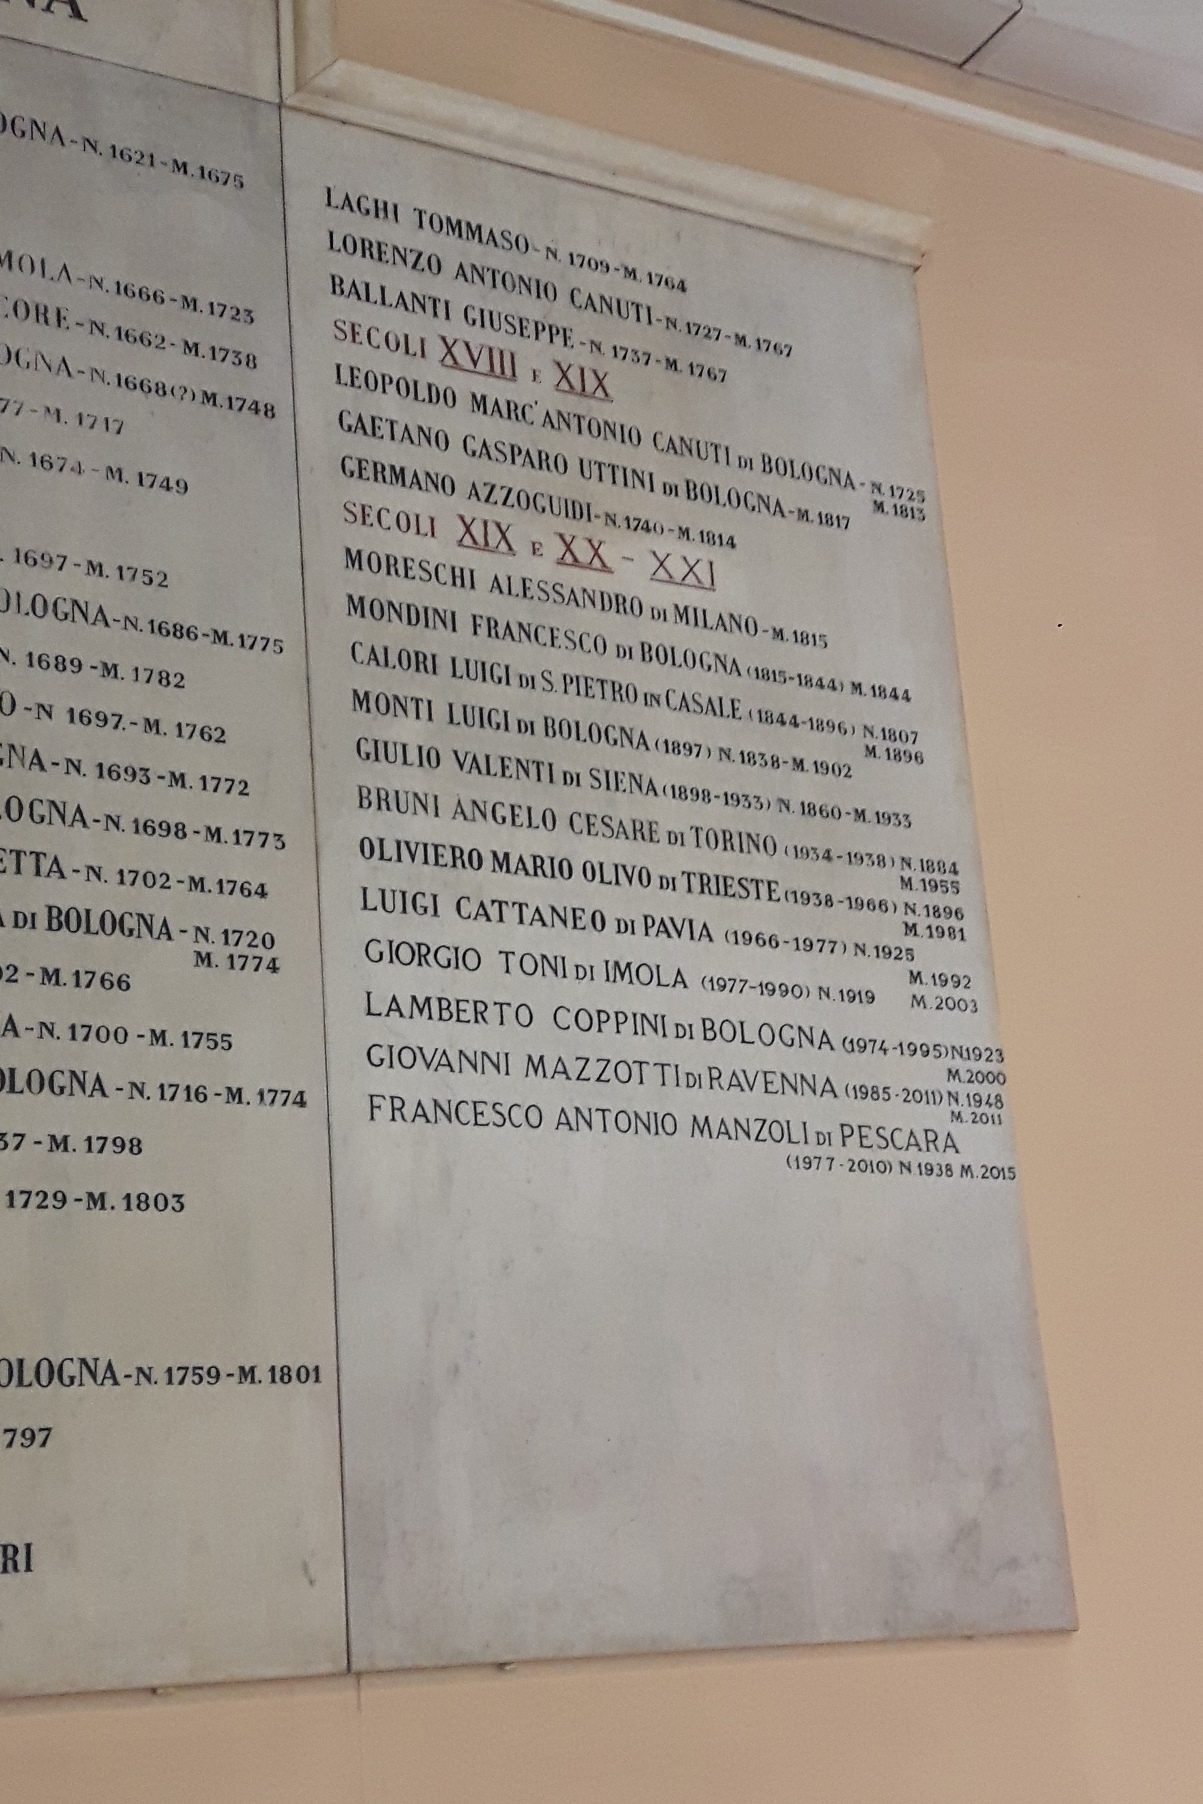 NA
OGNA-N. 1621-M. 1675
MOLA-N. 1666-M. 1723
CORE-N. 1662-M. 1738
OGNA-N. 1668(?) M. 1748
77-M. 1717
N. 1674-M. 1749
. 1697-M. 1752
OLOGNA-N. 1686-M. 1775
N. 1689-M. 1782
O-N 1697.-M. 1762
GNA-N. 1693-M. 1772
LOGNA-N. 1698-M. 1773
ETTA-N. 1702-M. 1764
A DI BOLOGNA-N. 1720
M. 1774
02-M. 1766
A-N. 1700-M. 1755
OLOGNA-N. 1716-M. 1774
37-M. 1798
1729-M. 1803
OLOGNA-N. 1759-M. 1801
797
RI
LAGHI TOMMASO-N. 1709-M. 1764
LORENZO ANTONIO CANUTI-N. 1727-M. 1767
BALLANTI GIUSEPPE-N. 1737-M. 1767
SECOLI XVIII E XIX
LEOPOLDO MARC'ANTONIO CANUTI DI BOLOGNA-N. 1725
M. 1813
GAETANO GASPARO UTTINI DI BOLOGNA-M. 1817
GERMANO AZZOGUIDI-N. 1740-M. 1814
SECOLI XIX E XX - XXI
MORESCHI ALESSANDRO DI MILANO-M. 1815
MONDINI FRANCESCO DI BOLOGNA (1815-1844) M. 1844
CALORI LUIGI DI S. PIETRO IN CASALE (1844-1896) N. 1807
M. 1896
MONTI LUIGI DI BOLOGNA (1897) N. 1838-M. 1902
GIULIO VALENTI DI SIENA (1898-1933) N. 1860-M. 1933
BRUNI ANGELO CESARE DI TORINO (1934-1938) N. 1884
M. 1955
OLIVIERO MARIO OLIVO DI TRIESTE (1938-1966) N. 1896
M. 1981
LUIGI CATTANEO DI PAVIA (1966-1977) N. 1925
M. 1992
GIORGIO TONI DI IMOLA (1977-1990) N. 1919 M. 2003
LAMBERTO COPPINI DI BOLOGNA (1974-1995) N.1923
M. 2000
GIOVANNI MAZZOTTI DI RAVENNA (1985-2011) N. 1948
M. 2011
FRANCESCO ANTONIO MANZOLI DI PESCARA
(1977-2010) N 1938 M. 2015